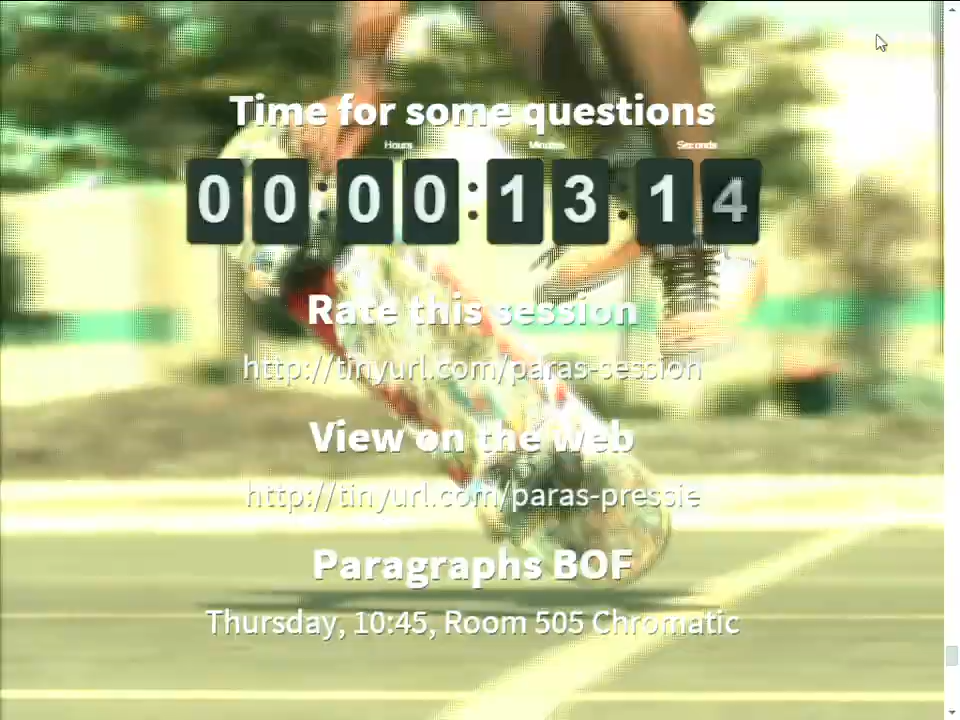 Time for some questions
Hours Minutes Seconds
00:00:13:14
Rate this session
http://tinyurl.com/paras-session
View on the web
http://tinyurl.com/paras-pressie
Paragraphs BOF
Thursday, 10:45, Room 505 Chromatic